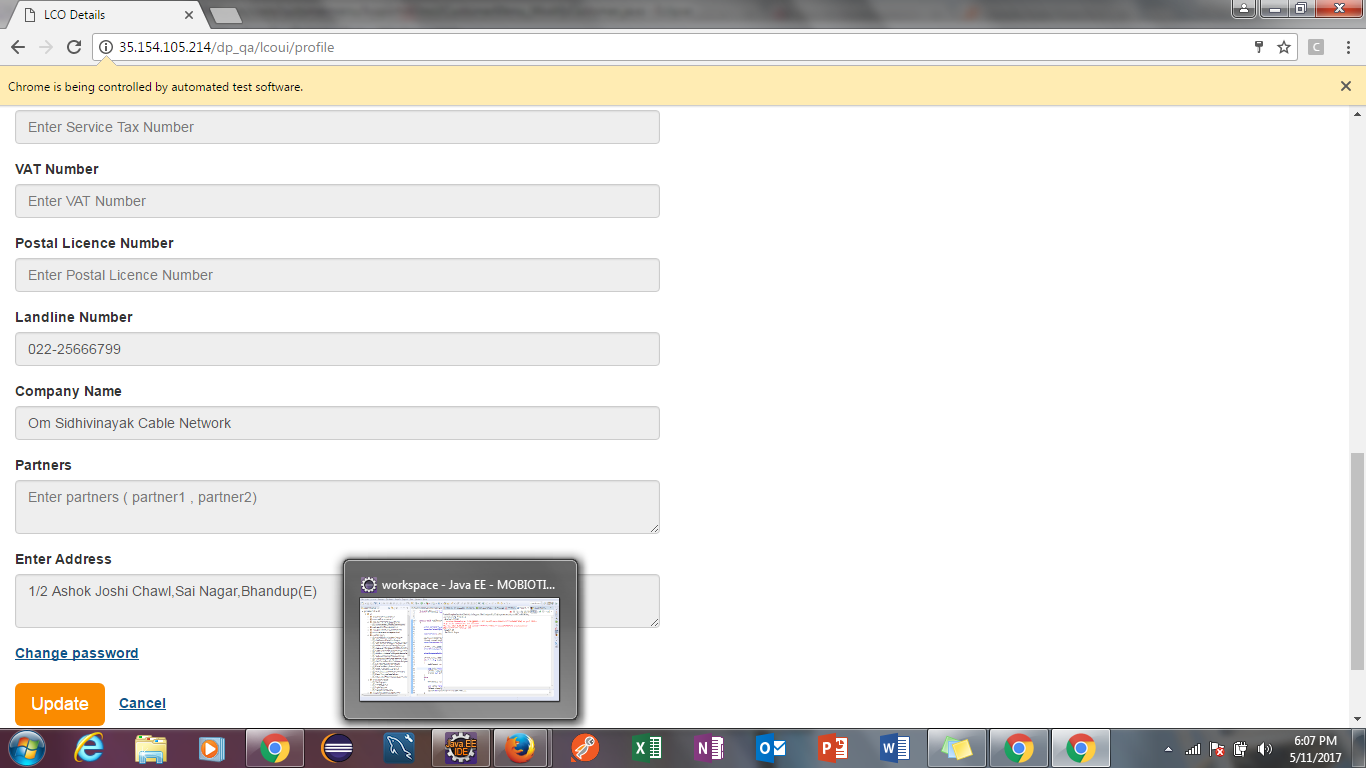 LCO Details
35.154.105.214/dp_qa/lcoui/profile
C
Chrome is being controlled by automated test software.
Enter Service Tax Number
VAT Number
Enter VAT Number
Postal Licence Number
Enter Postal Licence Number
Landline Number
022-25666799
Company Name
Om Sidhivinayak Cable Network
Partners
Enter partners ( partner1 , partner2)
Enter Address
1/2 Ashok Joshi Chawl,Sai Nagar,Bhandup(E)
workspace - Java EE - MOBIOTI...
Change password
Update Cancel
Java EE
IDE
6:07 PM
5/11/2017